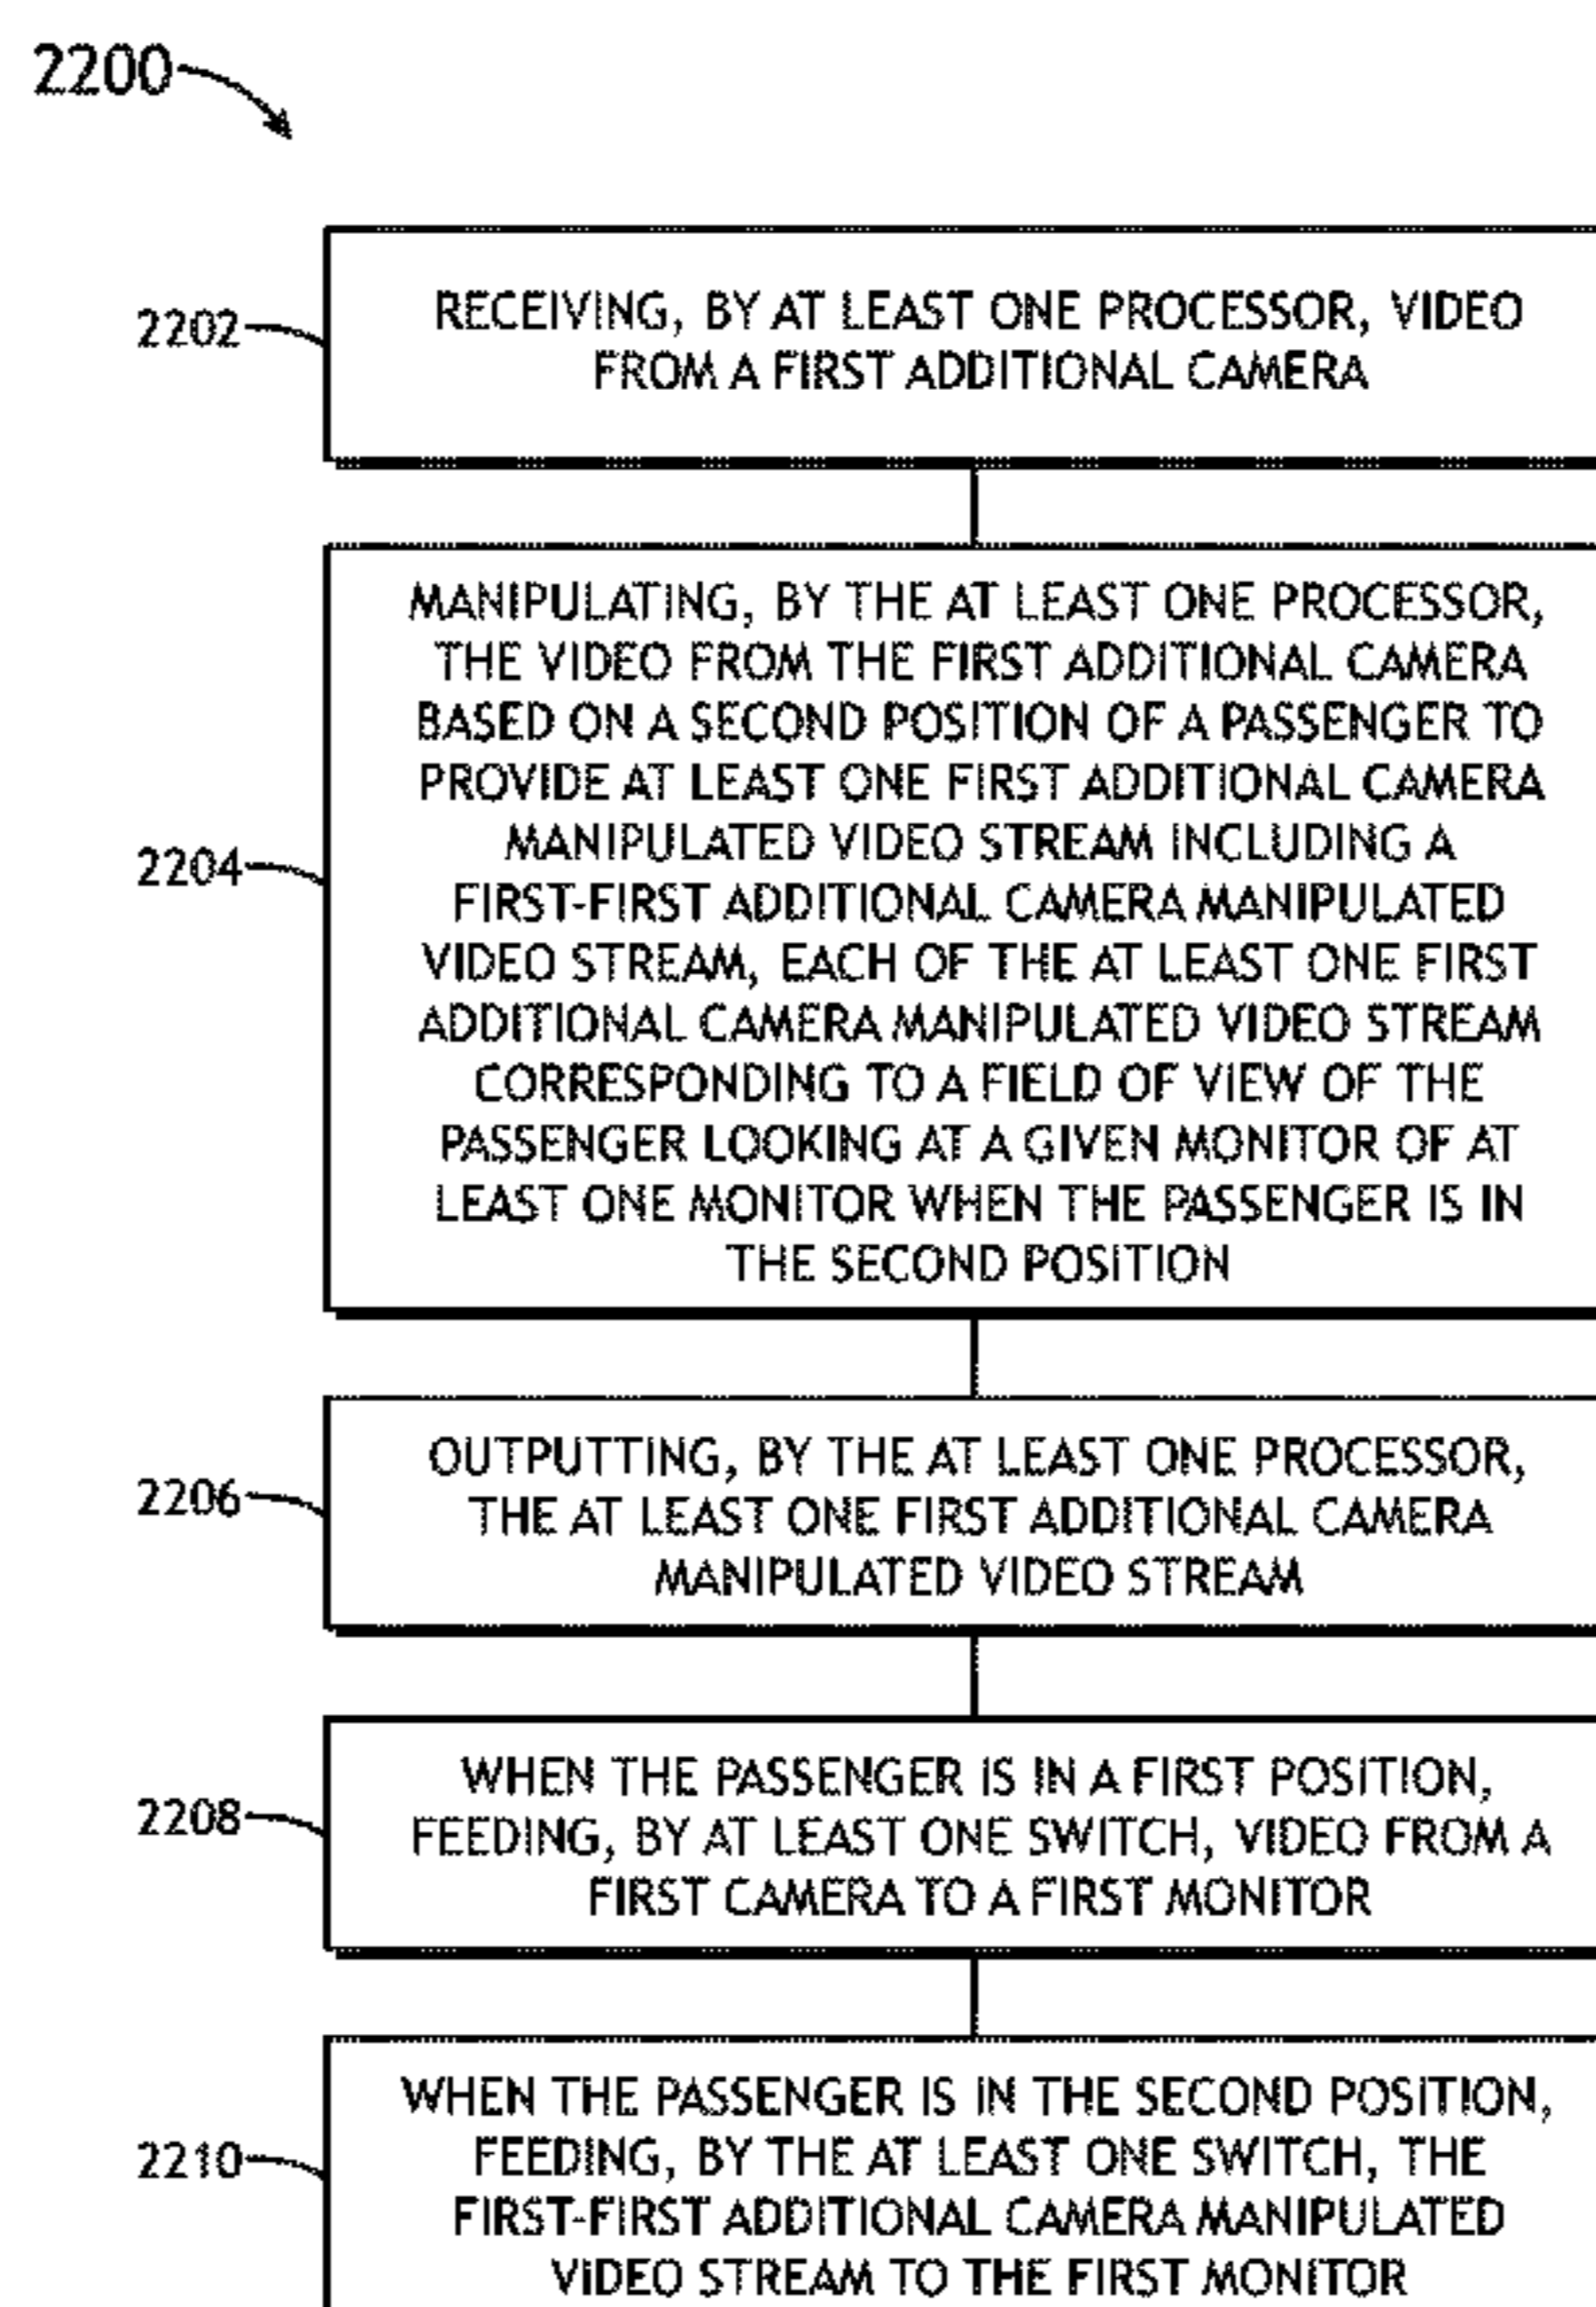 2200
2202
RECEIVING, BY AT LEAST ONE PROCESSOR, VIDEO
FROM A FIRST ADDITIONAL CAMERA
2204
MANIPULATING, BY THE AT LEAST ONE PROCESSOR,
THE VIDEO FROM THE FIRST ADDITIONAL CAMERA
BASED ON A SECOND POSITION OF A PASSENGER TO
PROVIDE AT LEAST ONE FIRST ADDITIONAL CAMERA
MANIPULATED VIDEO STREAM INCLUDING A
FIRST-FIRST ADDITIONAL CAMERA MANIPULATED
VIDEO STREAM, EACH OF THE AT LEAST ONE FIRST
ADDITIONAL CAMERA MANIPULATED VIDEO STREAM
CORRESPONDING TO A FIELD OF VIEW OF THE
PASSENGER LOOKING AT A GIVEN MONITOR OF AT
LEAST ONE MONITOR WHEN THE PASSENGER IS IN
THE SECOND POSITION
2206
OUTPUTTING, BY THE AT LEAST ONE PROCESSOR,
THE AT LEAST ONE FIRST ADDITIONAL CAMERA
MANIPULATED VIDEO STREAM
2208
WHEN THE PASSENGER IS IN A FIRST POSITION,
FEEDING, BY AT LEAST ONE SWITCH, VIDEO FROM A
FIRST CAMERA TO A FIRST MONITOR
2210
WHEN THE PASSENGER IS IN THE SECOND POSITION,
FEEDING, BY THE AT LEAST ONE SWITCH, THE
FIRST-FIRST ADDITIONAL CAMERA MANIPULATED
VIDEO STREAM TO THE FIRST MONITOR